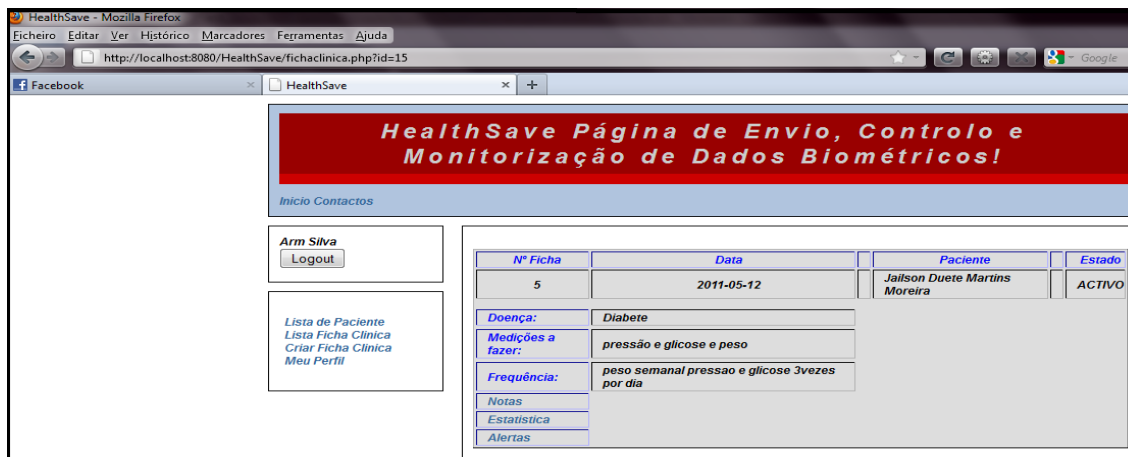 HealthSave - Mozilla Firefox
Ficheiro Editar Ver Histórico Marcadores Ferramentas Ajuda
http://localhost:8080/HealthSave/fichaclinica.php?id=15
Google
Facebook
HealthSave
HealthSave Página de Envio, Controlo e
Monitorização de Dados Biométricos!
Inicio Contactos
Arm Silva
Logout
Lista de Paciente
Lista Ficha Clinica
Criar Ficha Clinica
Meu Perfil
Nº Ficha Data Paciente Estado
5 2011-05-12 Jailson Duete Martins Moreira ACTIVO
Doença: Diabete
Medições a fazer: pressão e glicose e peso
Frequência: peso semanal pressao e glicose 3vezes por dia
Notas
Estatistica
Alertas